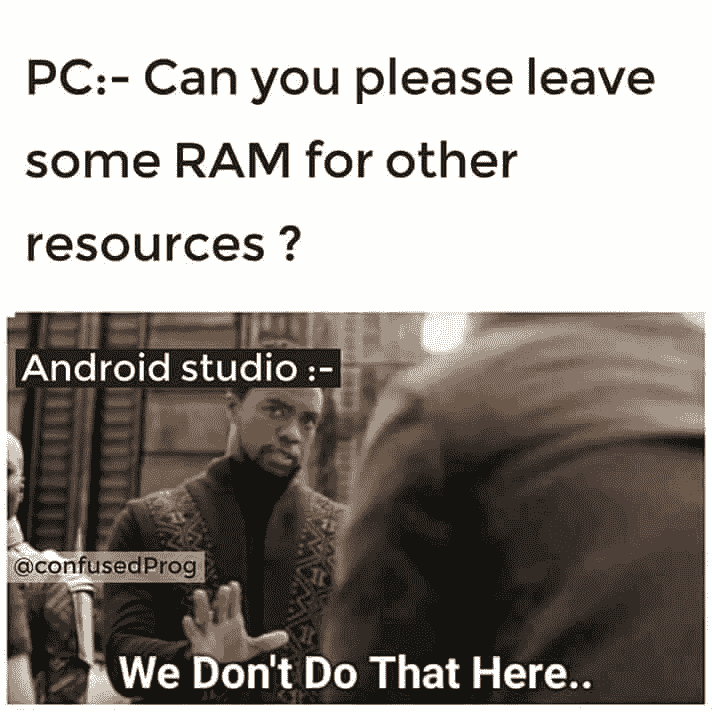 PC:- Can you please leave
some RAM for other
resources ?
Android studio :-
@confusedProg
We Don't Do That Here..